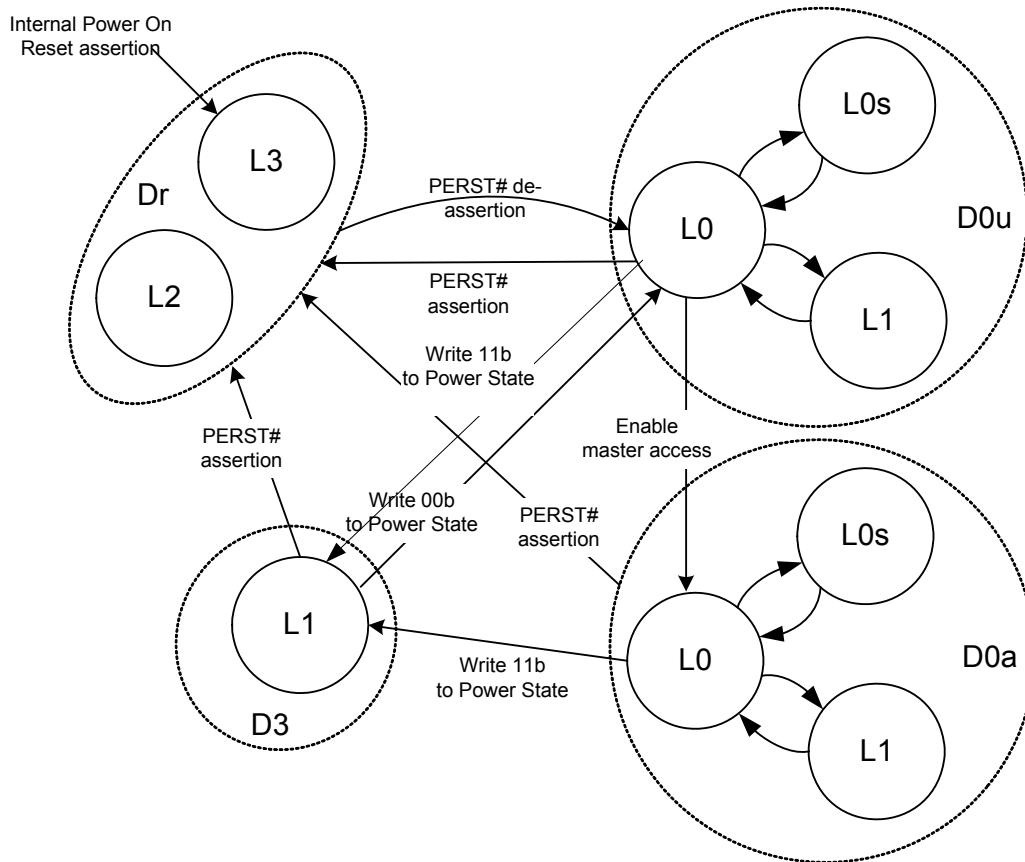 Internal Power On
Reset assertion
L3
Dr
L2
PERST# de-
assertion
PERST#
assertion
L0s
L0
D0u
L1
Write 11b
to Power State
PERST#
assertion
Enable
master access
Write 00b
to Power State
PERST#
assertion
L1
D3
Write 11b
to Power State
L0s
L0
D0a
L1